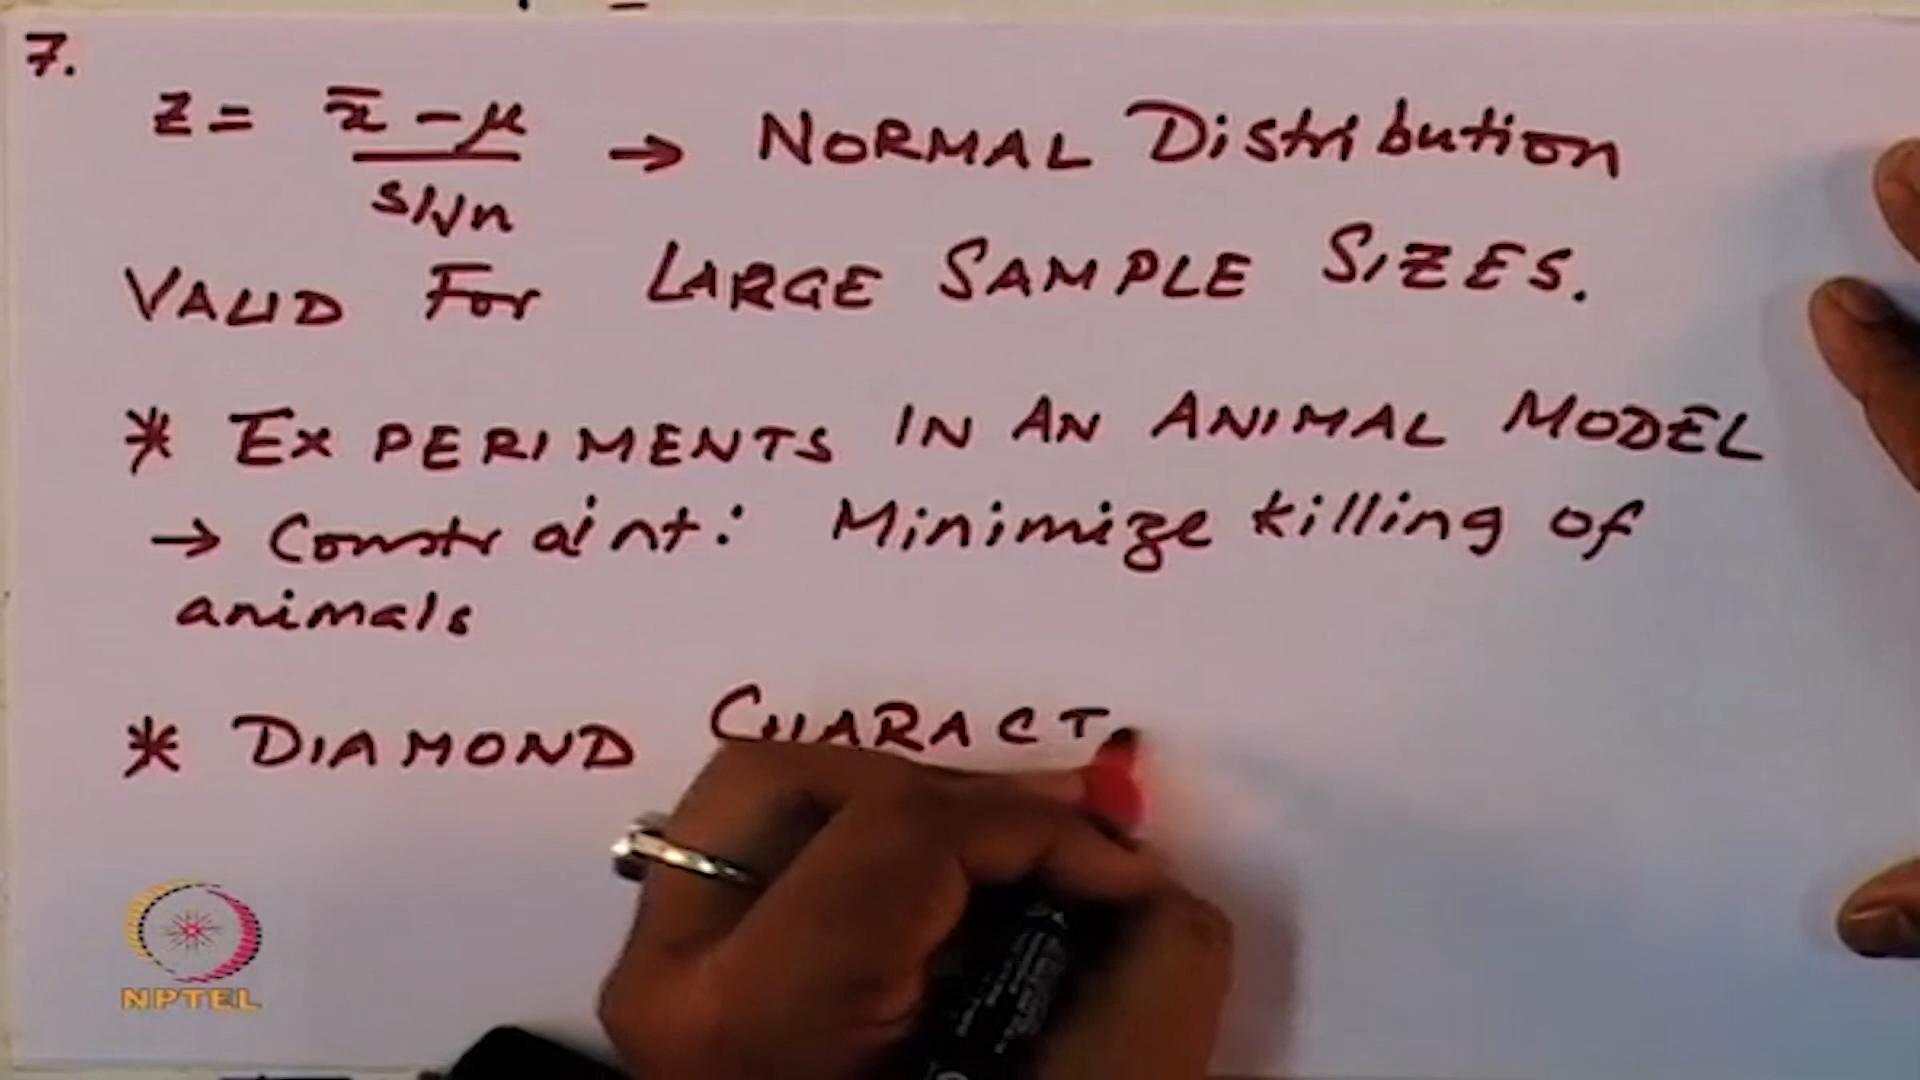 7.
z = x̄ - μ / s/√n → NORMAL Distribution
VALID For LARGE SAMPLE SIZES.
* EXPERIMENTS IN AN ANIMAL MODEL
→ Constraint: Minimize killing of
animals
* DIAMOND CHARACT
NPTEL